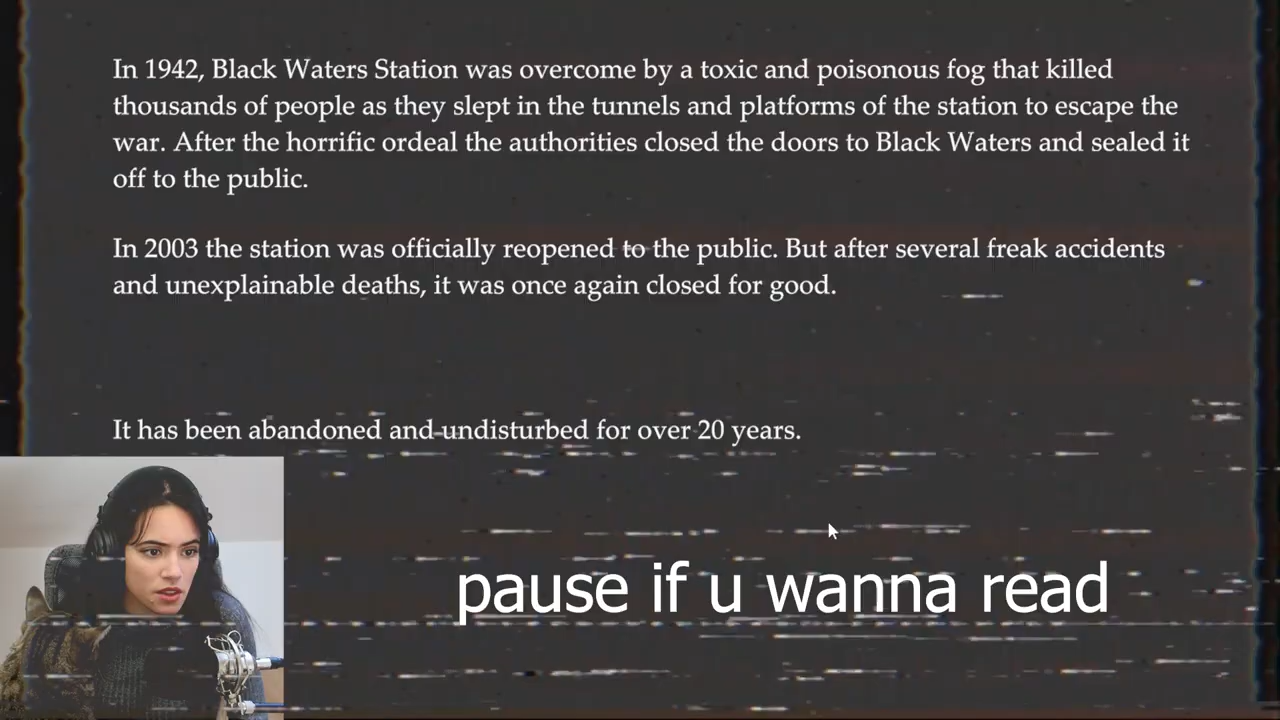 In 1942, Black Waters Station was overcome by a toxic and poisonous fog that killed
thousands of people as they slept in the tunnels and platforms of the station to escape the
war. After the horrific ordeal the authorities closed the doors to Black Waters and sealed it
off to the public.
In 2003 the station was officially reopened to the public. But after several freak accidents
and unexplainable deaths, it was once again closed for good.
It has been abandoned and undisturbed for over 20 years.
pause if u wanna read